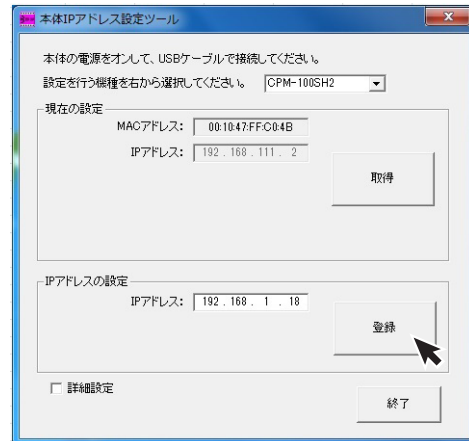 本体IPアドレス設定ツール
本体の電源をオンして、USBケーブルで接続してください。
設定を行う機種を右から選択してください。 CPM-100SH2
現在の設定
MACアドレス: 00:10:47:FF:C0:4B
IPアドレス: 192 . 168 . 111 . 2
取得
IPアドレスの設定
IPアドレス: 192 . 168 . 1 . 18
登録
詳細設定
終了